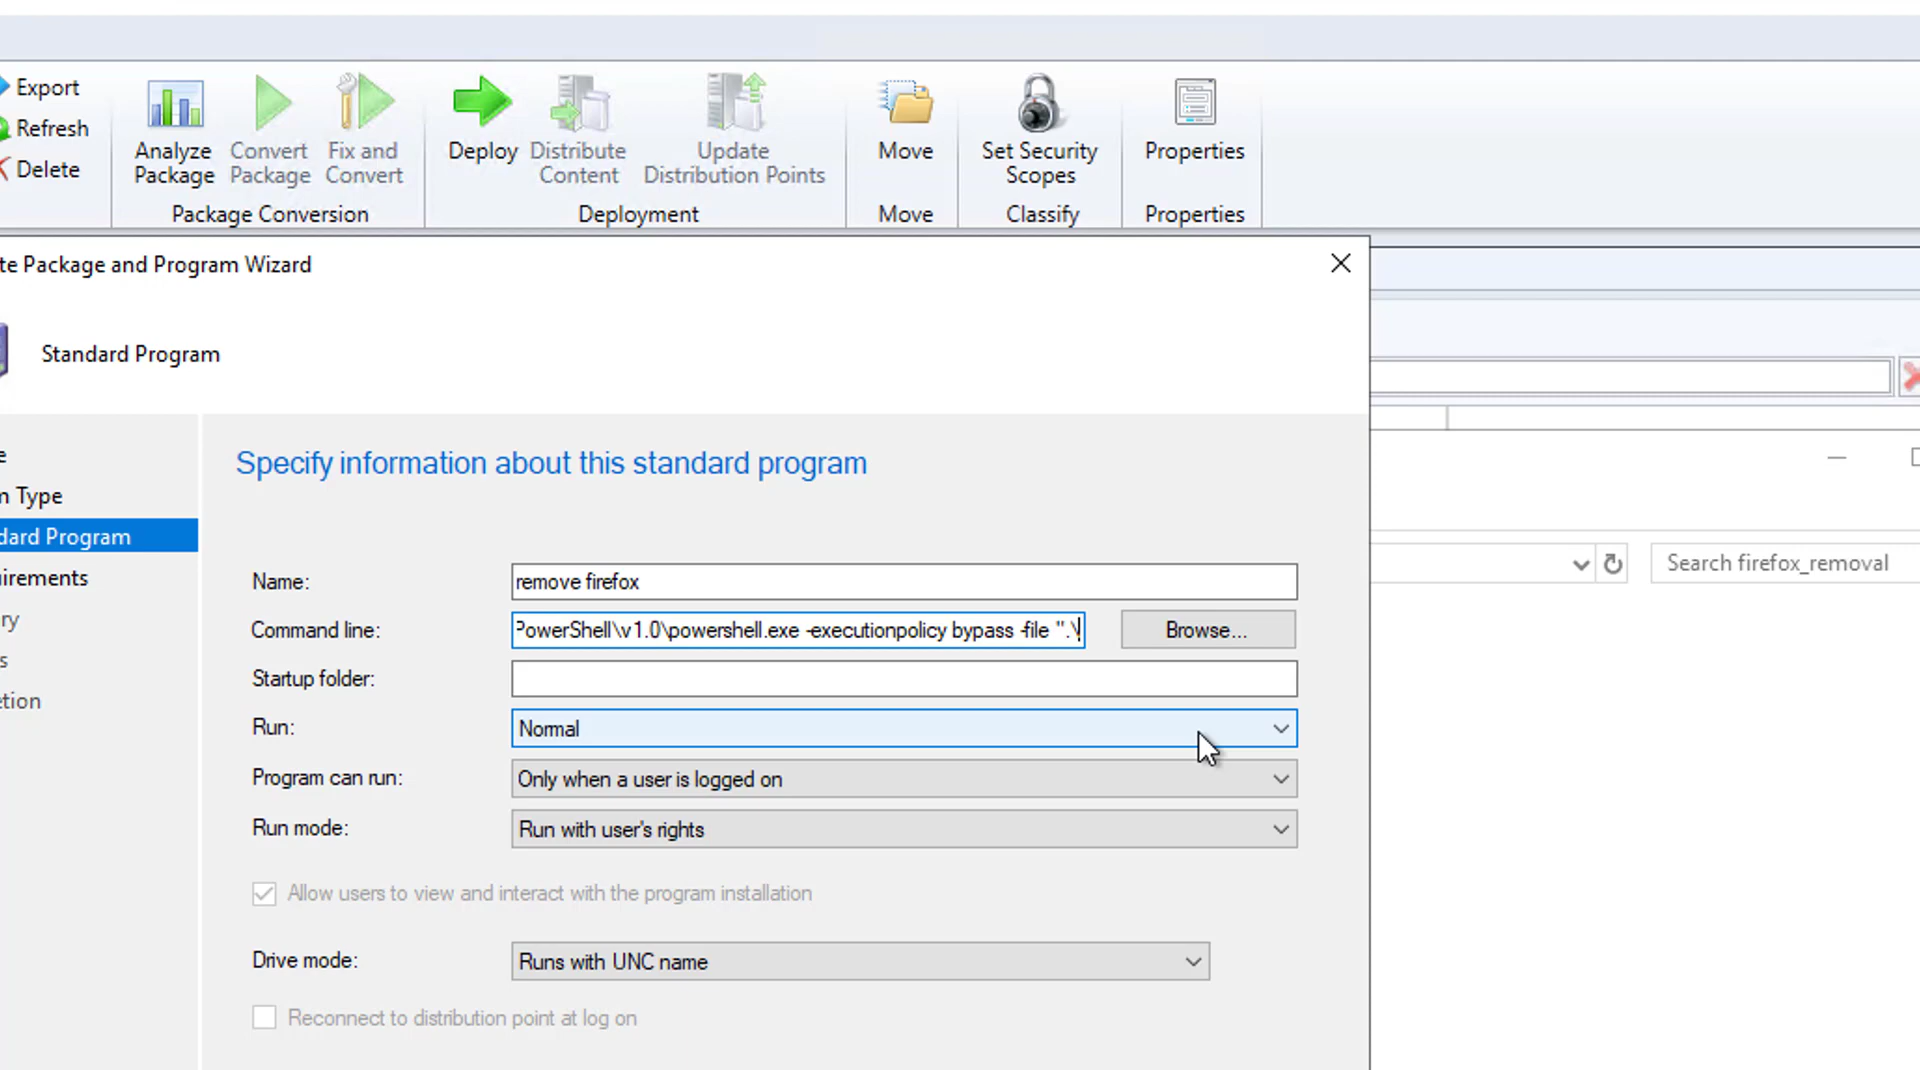 Export
Refresh
Delete
Analyze Package
Convert Package
Fix and Convert
Package Conversion
Deploy
Distribute Content
Update Distribution Points
Deployment
Move
Move
Set Security Scopes
Classify
Properties
Properties
te Package and Program Wizard
Standard Program
e
m Type
dard Program
irements
ry
s
etion
Specify information about this standard program
Name: remove firefox
Command line: PowerShell\v1.0\powershell.exe -executionpolicy bypass -file ".\
Browse...
Startup folder:
Run: Normal
Program can run: Only when a user is logged on
Run mode: Run with user's rights
Allow users to view and interact with the program installation
Drive mode: Runs with UNC name
Reconnect to distribution point at log on
Search firefox_removal